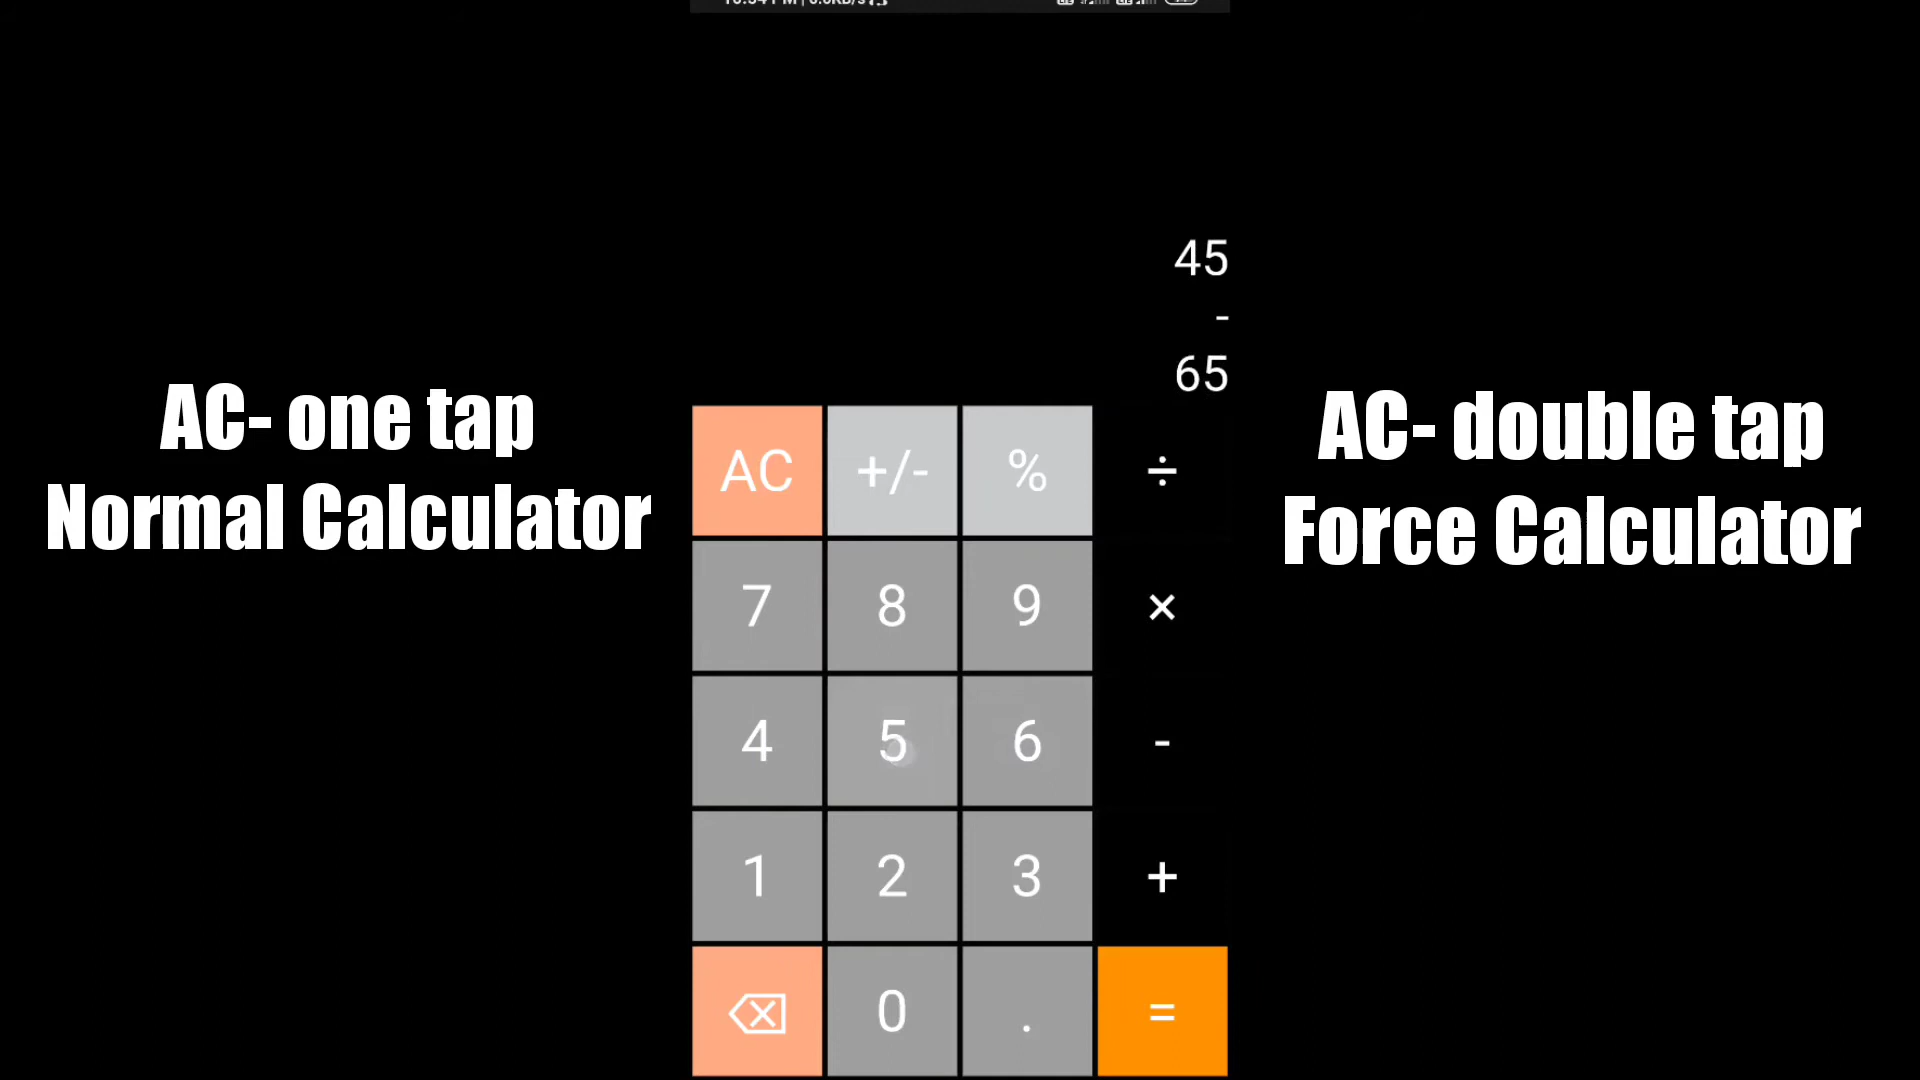 45
-
65
AC- one tap
Normal Calculator
AC- double tap
Force Calculator
AC +/- % ÷
7 8 9 ×
4 5 6 -
1 2 3 +
0 . =